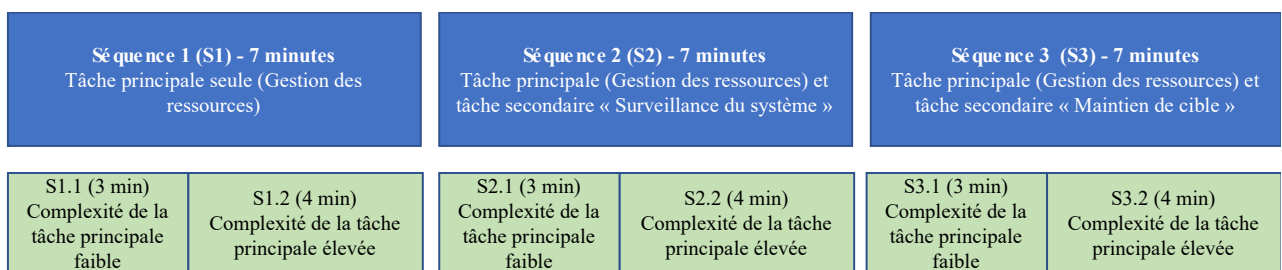 Séquence 1 (S1) - 7 minutes
Tâche principale seule (Gestion des
ressources)
Séquence 2 (S2) - 7 minutes
Tâche principale (Gestion des ressources) et
tâche secondaire « Surveillance du système »
Séquence 3 (S3) - 7 minutes
Tâche principale (Gestion des ressources) et
tâche secondaire « Maintien de cible »
S1.1 (3 min)
Complexité de la
tâche principale
faible
S1.2 (4 min)
Complexité de la tâche
principale élevée
S2.1 (3 min)
Complexité de la
tâche principale
faible
S2.2 (4 min)
Complexité de la tâche
principale élevée
S3.1 (3 min)
Complexité de la
tâche principale
faible
S3.2 (4 min)
Complexité de la tâche
principale élevée